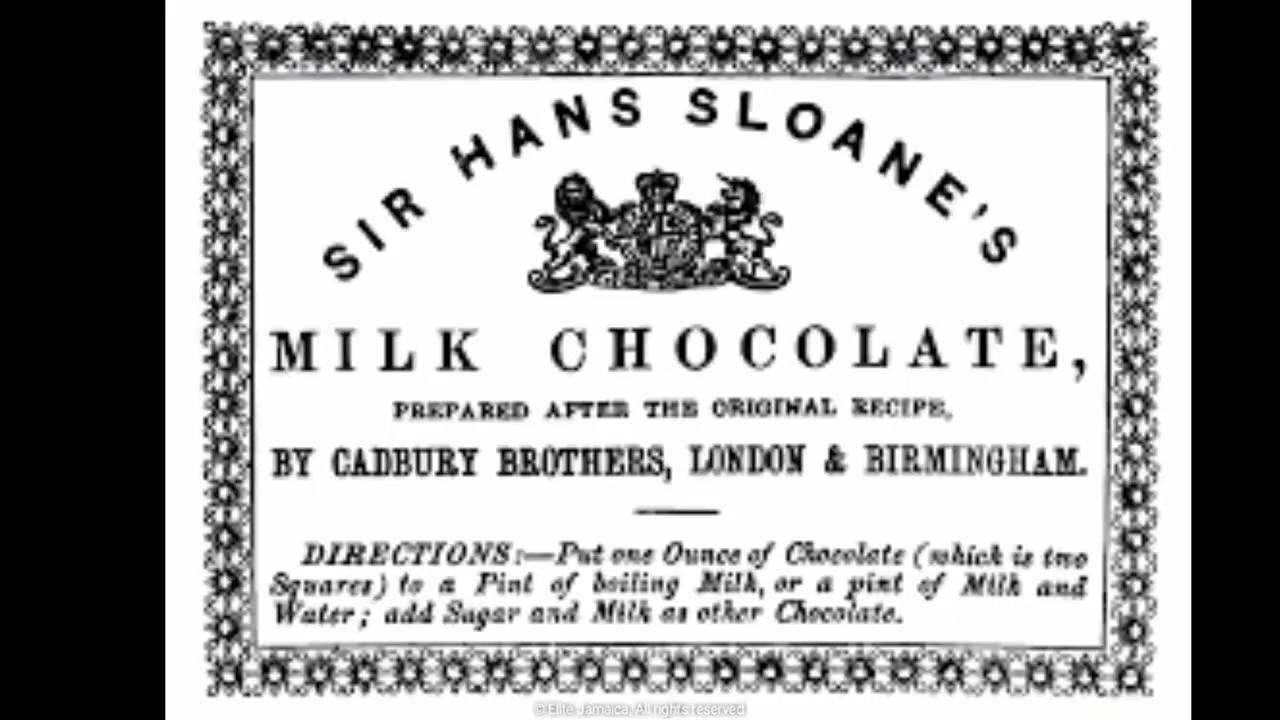 SIR HANS SLOANE'S
MILK CHOCOLATE,
PREPARED AFTER THE ORIGINAL RECIPE,
BY CADBURY BROTHERS, LONDON & BIRMINGHAM.
DIRECTIONS:—Put one Ounce of Chocolate (which is two
Squares) to a Pint of boiling Milk, or a pint of Milk and
Water; add Sugar and Milk as other Chocolate.
© Elite Jamaica, All rights reserved